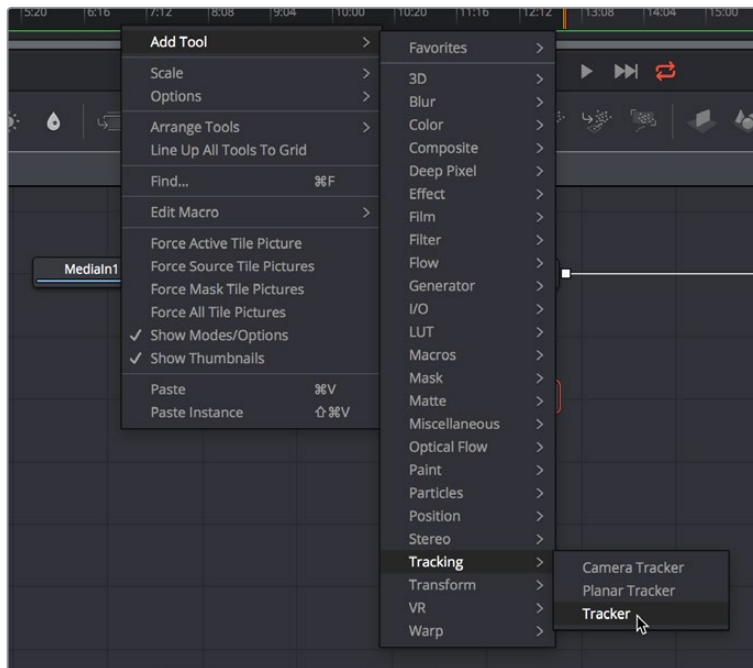 5:20 6:16 7:12 8:08 9:04 10:00 10:20 11:16 12:12 13:08 14:04 15:00
Add Tool
Scale
Options
Arrange Tools
Line Up All Tools To Grid
Find... ⌘F
Edit Macro
Force Active Tile Picture
Force Source Tile Pictures
Force Mask Tile Pictures
Force All Tile Pictures
Show Modes/Options
Show Thumbnails
Paste ⌘V
Paste Instance ⇧⌘V
MediaIn1
Favorites
3D
Blur
Color
Composite
Deep Pixel
Effect
Film
Filter
Flow
Generator
I/O
LUT
Macros
Mask
Matte
Miscellaneous
Optical Flow
Paint
Particles
Position
Stereo
Tracking
Transform
VR
Warp
Camera Tracker
Planar Tracker
Tracker